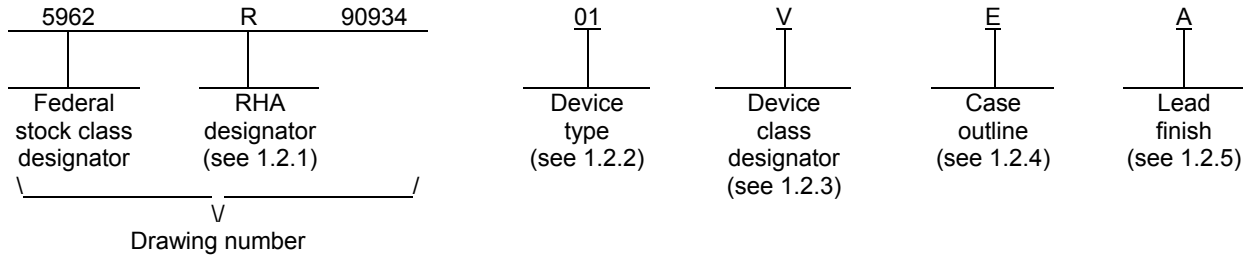 5962 R 90934 01 V E A
Federal stock class designator
RHA designator (see 1.2.1)
Device type (see 1.2.2)
Device class designator (see 1.2.3)
Case outline (see 1.2.4)
Lead finish (see 1.2.5)
\ /
\/
Drawing number